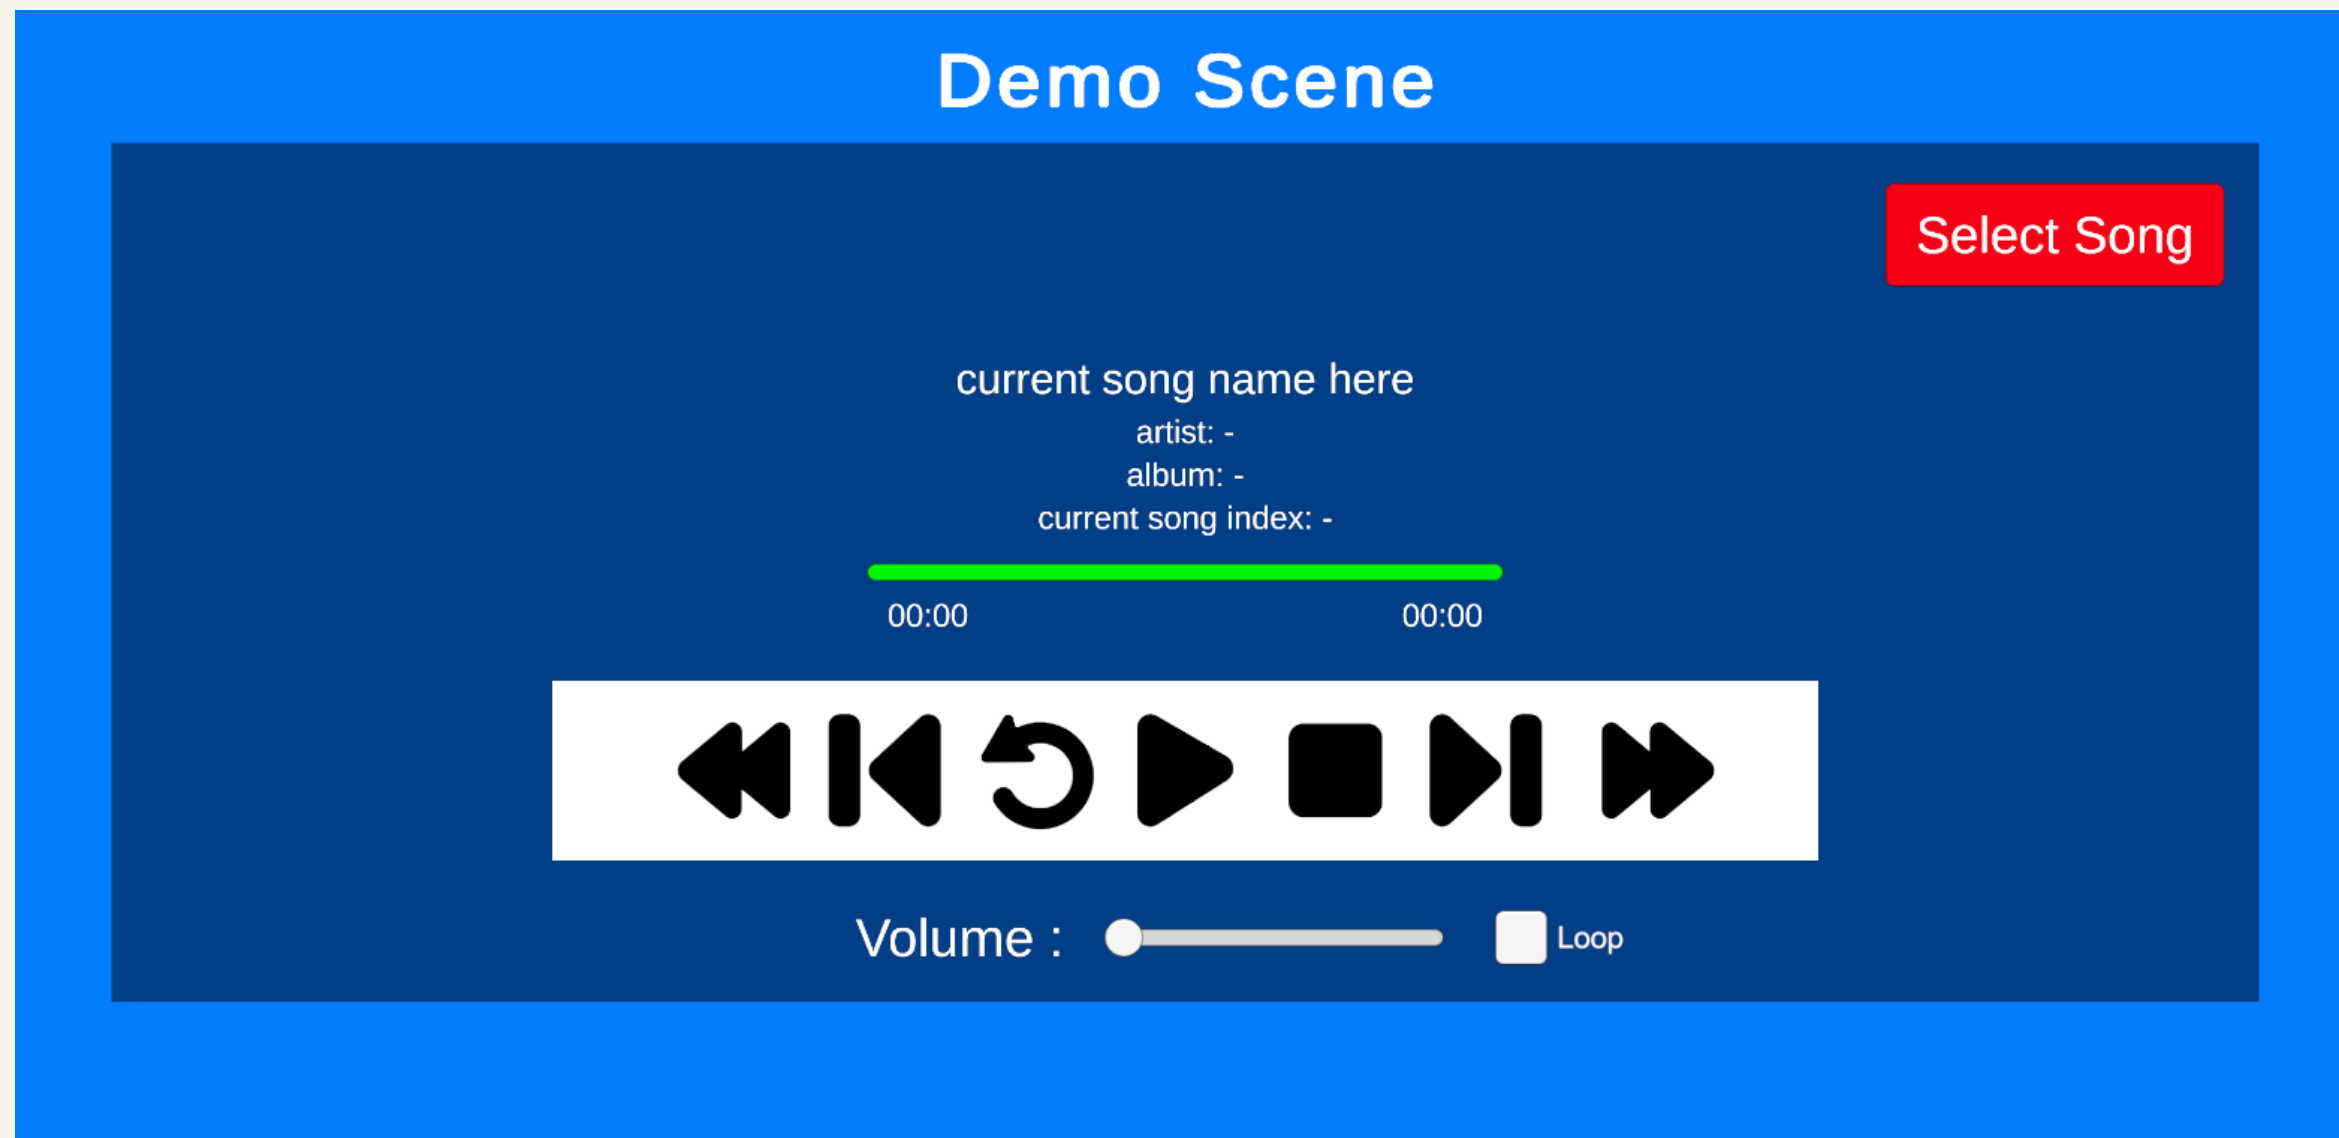 Demo Scene
Select Song
current song name here
artist: -
album: -
current song index: -
00:00 00:00
Volume :
Loop